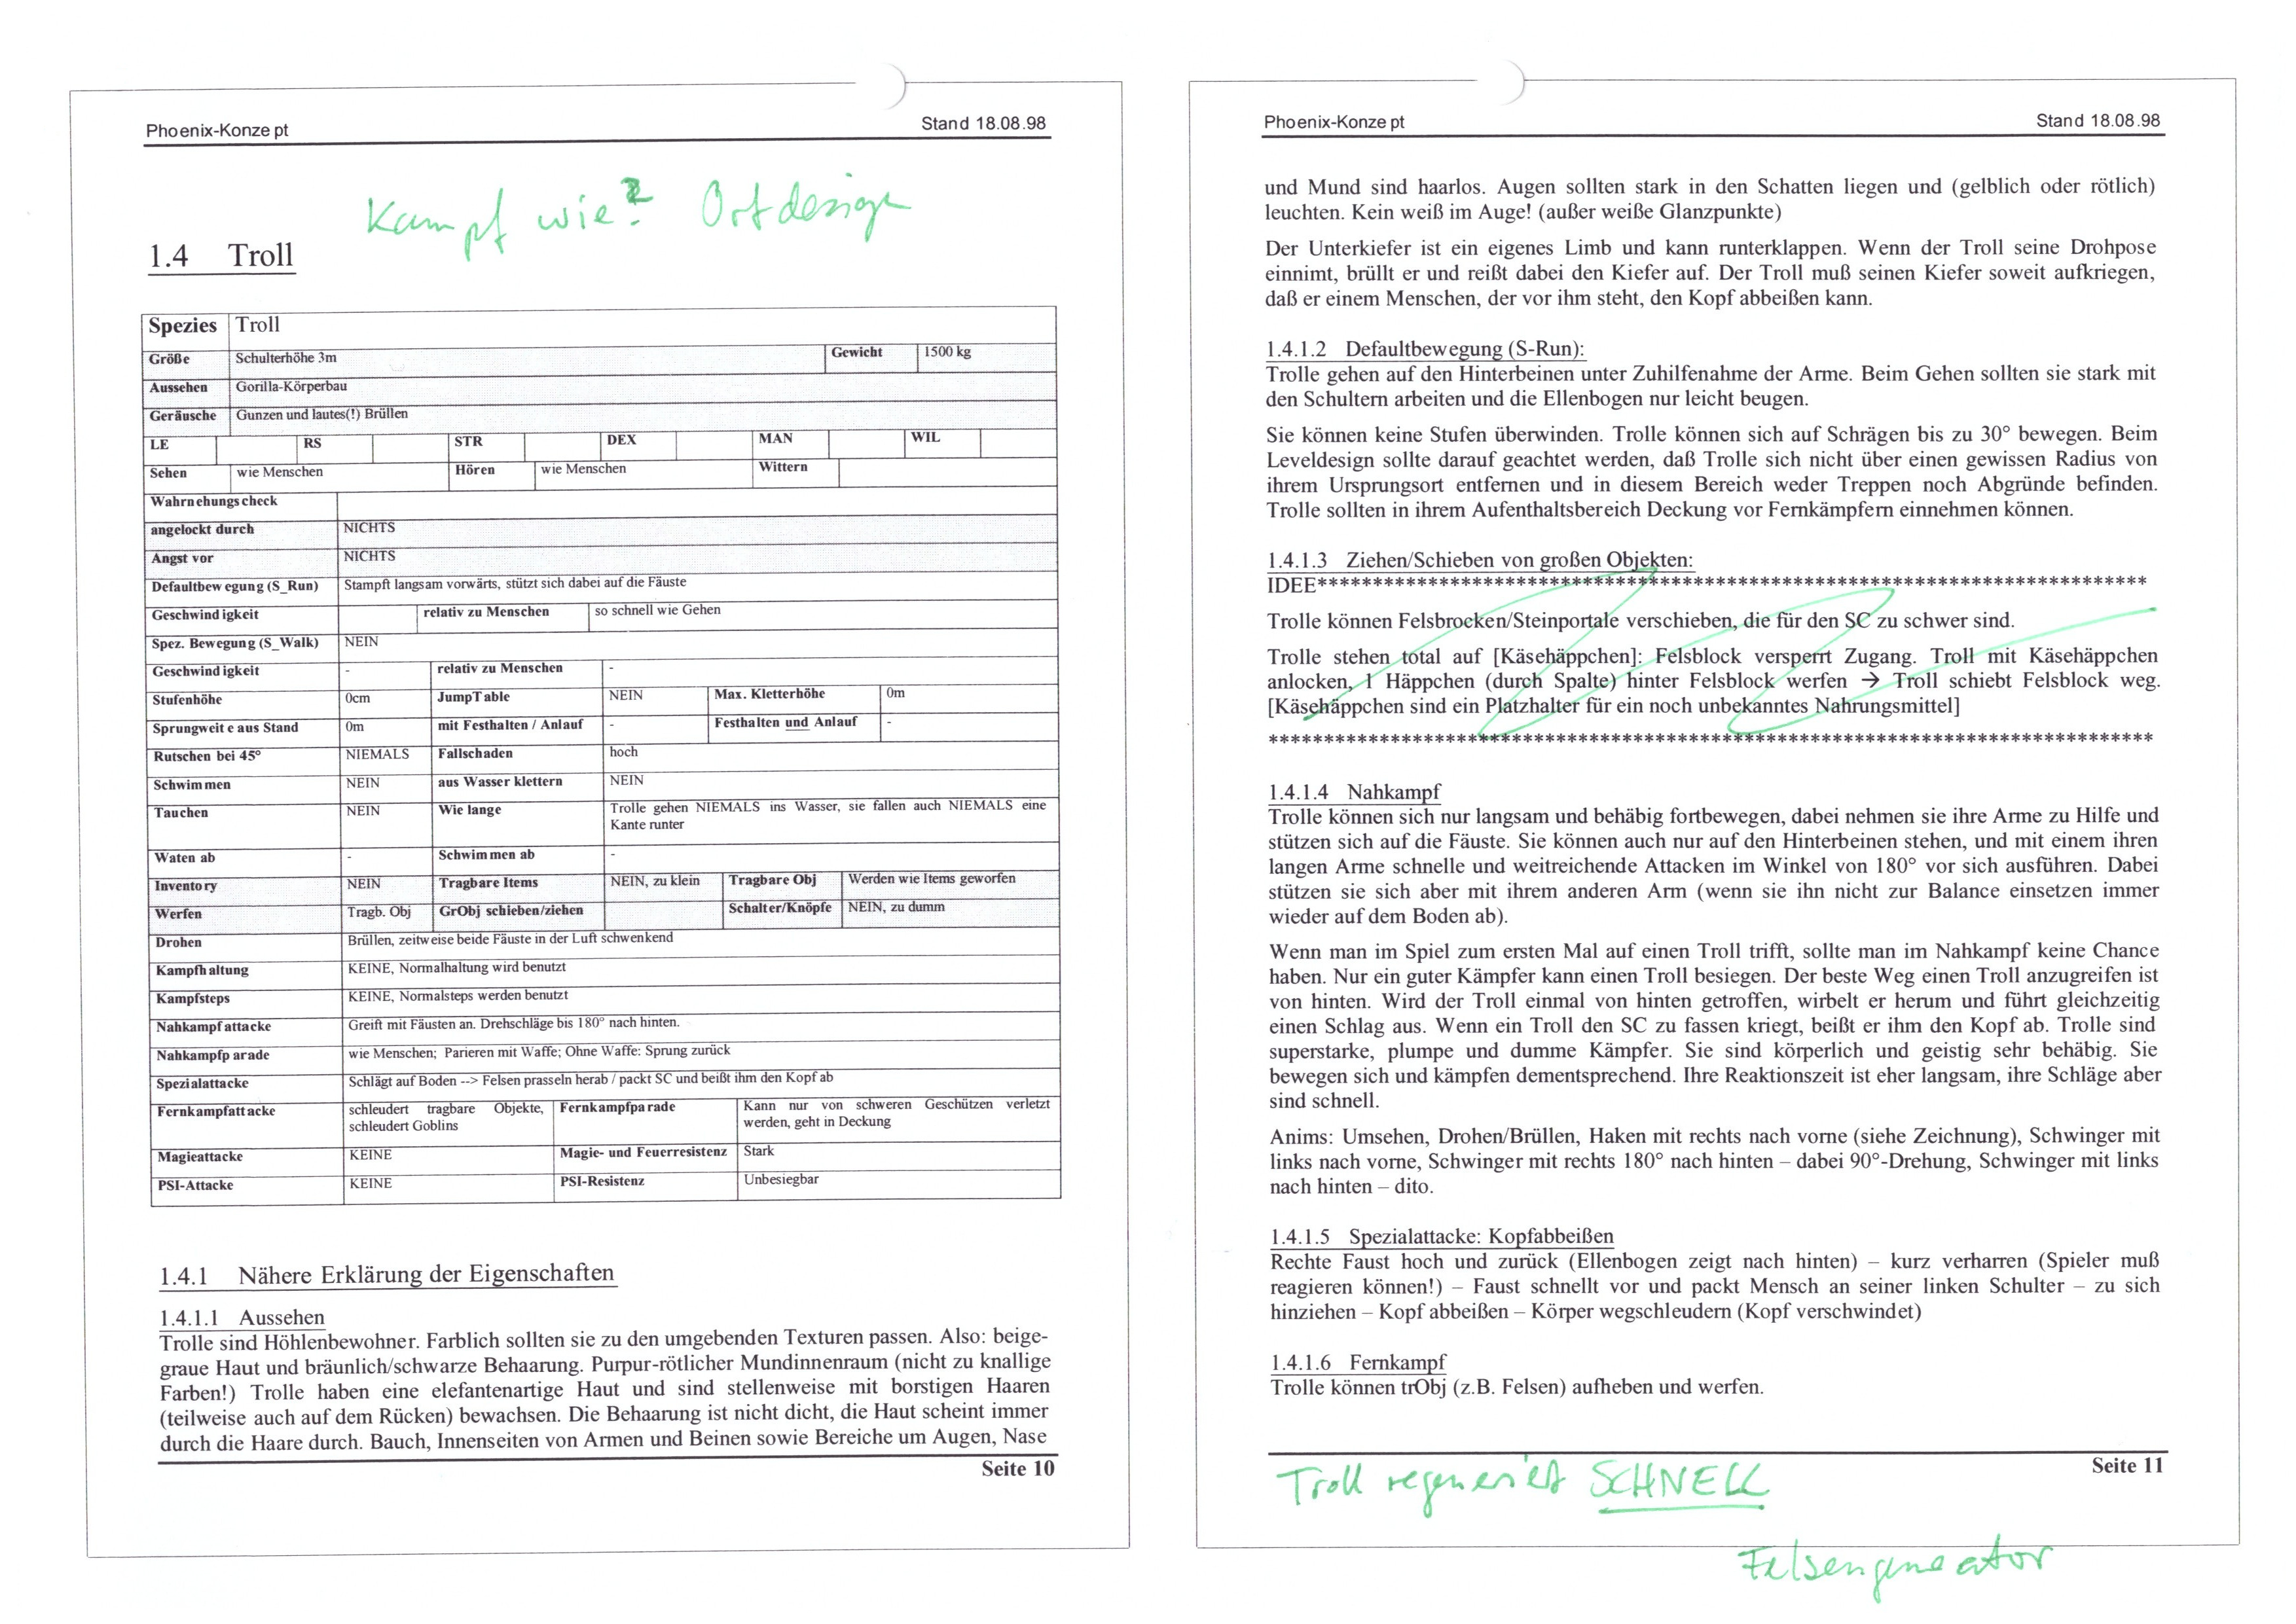 Phoenix-Konzept Stand 18.08.98
Kampf wie? Ortdesign
1.4 Troll
Spezies Troll
Größe Schulterhöhe 3m Gewicht 1500 kg
Aussehen Gorilla-Körperbau
Geräusche Gunzen und lautes(!) Brüllen
LE RS STR DEX MAN WIL
Sehen wie Menschen Hören wie Menschen Wittern
Wahrnehungscheck
angelockt durch NICHTS
Angst vor NICHTS
Defaultbewegung (S_Run) Stampft langsam vorwärts, stützt sich dabei auf die Fäuste
Geschwindigkeit relativ zu Menschen so schnell wie Gehen
Spez. Bewegung (S_Walk) NEIN
Geschwindigkeit - relativ zu Menschen -
Stufenhöhe 0cm JumpTable NEIN Max. Kletterhöhe 0m
Sprungweite aus Stand 0m mit Festhalten / Anlauf - Festhalten und Anlauf -
Rutschen bei 45° NIEMALS Fallschaden hoch
Schwimmen NEIN aus Wasser klettern NEIN
Tauchen NEIN Wie lange Trolle gehen NIEMALS ins Wasser, sie fallen auch NIEMALS eine
Kante runter
Waten ab - Schwimmen ab -
Inventory NEIN Tragbare Items NEIN, zu klein Tragbare Obj Werden wie Items geworfen
Werfen Tragb. Obj GrObj schieben/ziehen Schalter/Knöpfe NEIN, zu dumm
Drohen Brüllen, zeitweise beide Fäuste in der Luft schwenkend
Kampfhaltung KEINE, Normalhaltung wird benutzt
Kampfsteps KEINE, Normalsteps werden benutzt
Nahkampfattacke Greift mit Fäusten an. Drehschläge bis 180° nach hinten.
Nahkampfparade wie Menschen; Parieren mit Waffe; Ohne Waffe: Sprung zurück
Spezialattacke Schlägt auf Boden --> Felsen prasseln herab / packt SC und beißt ihm den Kopf ab
Fernkampfattacke schleudert tragbare Objekte, Fernkampfparade Kann nur von schweren Geschützen verletzt
schleudert Goblins werden, geht in Deckung
Magieattacke KEINE Magie- und Feuerresistenz Stark
PSI-Attacke KEINE PSI-Resistenz Unbesiegbar
1.4.1 Nähere Erklärung der Eigenschaften
1.4.1.1 Aussehen
Trolle sind Höhlenbewohner. Farblich sollten sie zu den umgebenden Texturen passen. Also: beige-
graue Haut und bräunlich/schwarze Behaarung. Purpur-rötlicher Mundinnenraum (nicht zu knallige
Farben!) Trolle haben eine elefantenartige Haut und sind stellenweise mit borstigen Haaren
(teilweise auch auf dem Rücken) bewachsen. Die Behaarung ist nicht dicht, die Haut scheint immer
durch die Haare durch. Bauch, Innenseiten von Armen und Beinen sowie Bereiche um Augen, Nase
Seite 10
Phoenix-Konzept Stand 18.08.98
und Mund sind haarlos. Augen sollten stark in den Schatten liegen und (gelblich oder rötlich)
leuchten. Kein weiß im Auge! (außer weiße Glanzpunkte)
Der Unterkiefer ist ein eigenes Limb und kann runterklappen. Wenn der Troll seine Drohpose
einnimmt, brüllt er und reißt dabei den Kiefer auf. Der Troll muß seinen Kiefer soweit aufkriegen,
daß er einem Menschen, der vor ihm steht, den Kopf abbeißen kann.
1.4.1.2 Defaultbewegung (S-Run):
Trolle gehen auf den Hinterbeinen unter Zuhilfenahme der Arme. Beim Gehen sollten sie stark mit
den Schultern arbeiten und die Ellenbogen nur leicht beugen.
Sie können keine Stufen überwinden. Trolle können sich auf Schrägen bis zu 30° bewegen. Beim
Leveldesign sollte darauf geachtet werden, daß Trolle sich nicht über einen gewissen Radius von
ihrem Ursprungsort entfernen und in diesem Bereich weder Treppen noch Abgründe befinden.
Trolle sollten in ihrem Aufenthaltsbereich Deckung vor Fernkämpfern einnehmen können.
1.4.1.3 Ziehen/Schieben von großen Objekten:
IDEE***************************************************************************
Trolle können Felsbrocken/Steinportale verschieben, die für den SC zu schwer sind.
Trolle stehen total auf [Käsehäppchen]: Felsblock versperrt Zugang. Troll mit Käsehäppchen
anlocken, 1 Häppchen (durch Spalte) hinter Felsblock werfen → Troll schiebt Felsblock weg.
[Käsehäppchen sind ein Platzhalter für ein noch unbekanntes Nahrungsmittel]
********************************************************************************
1.4.1.4 Nahkampf
Trolle können sich nur langsam und behäbig fortbewegen, dabei nehmen sie ihre Arme zu Hilfe und
stützen sich auf die Fäuste. Sie können auch nur auf den Hinterbeinen stehen, und mit einem ihren
langen Arme schnelle und weitreichende Attacken im Winkel von 180° vor sich ausführen. Dabei
stützen sie sich aber mit ihrem anderen Arm (wenn sie ihn nicht zur Balance einsetzen immer
wieder auf dem Boden ab).
Wenn man im Spiel zum ersten Mal auf einen Troll trifft, sollte man im Nahkampf keine Chance
haben. Nur ein guter Kämpfer kann einen Troll besiegen. Der beste Weg einen Troll anzugreifen ist
von hinten. Wird der Troll einmal von hinten getroffen, wirbelt er herum und führt gleichzeitig
einen Schlag aus. Wenn ein Troll den SC zu fassen kriegt, beißt er ihm den Kopf ab. Trolle sind
superstarke, plumpe und dumme Kämpfer. Sie sind körperlich und geistig sehr behäbig. Sie
bewegen sich und kämpfen dementsprechend. Ihre Reaktionszeit ist eher langsam, ihre Schläge aber
sind schnell.
Anims: Umsehen, Drohen/Brüllen, Haken mit rechts nach vorne (siehe Zeichnung), Schwinger mit
links nach vorne, Schwinger mit rechts 180° nach hinten – dabei 90°-Drehung, Schwinger mit links
nach hinten – dito.
1.4.1.5 Spezialattacke: Kopfabbeißen
Rechte Faust hoch und zurück (Ellenbogen zeigt nach hinten) – kurz verharren (Spieler muß
reagieren können!) – Faust schnellt vor und packt Mensch an seiner linken Schulter – zu sich
hinziehen – Kopf abbeißen – Körper wegschleudern (Kopf verschwindet)
1.4.1.6 Fernkampf
Trolle können trObj (z.B. Felsen) aufheben und werfen.
Seite 11
Troll regeneriert SCHNELL
Felsengenerator